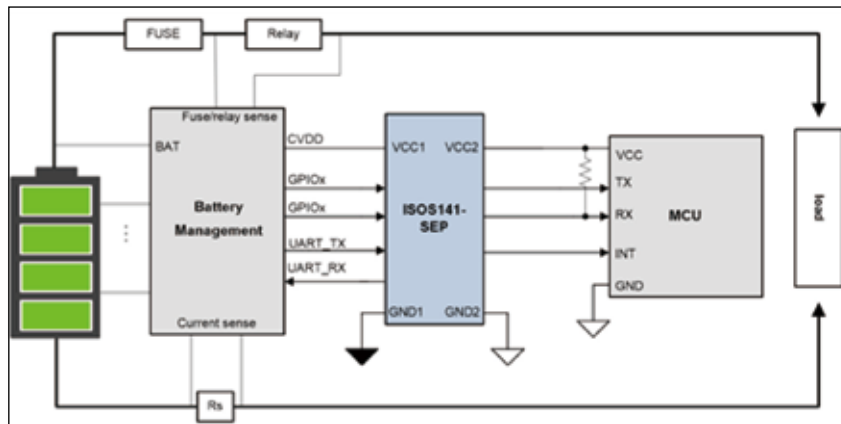 FUSE
Relay
Fuse/relay sense
BAT
CVDD
VCC1
VCC2
VCC
GPIOx
TX
Battery
Management
GPIOx
ISOS141-
SEP
RX
MCU
load
UART_TX
INT
UART_RX
GND
GND1
GND2
Current sense
Rs